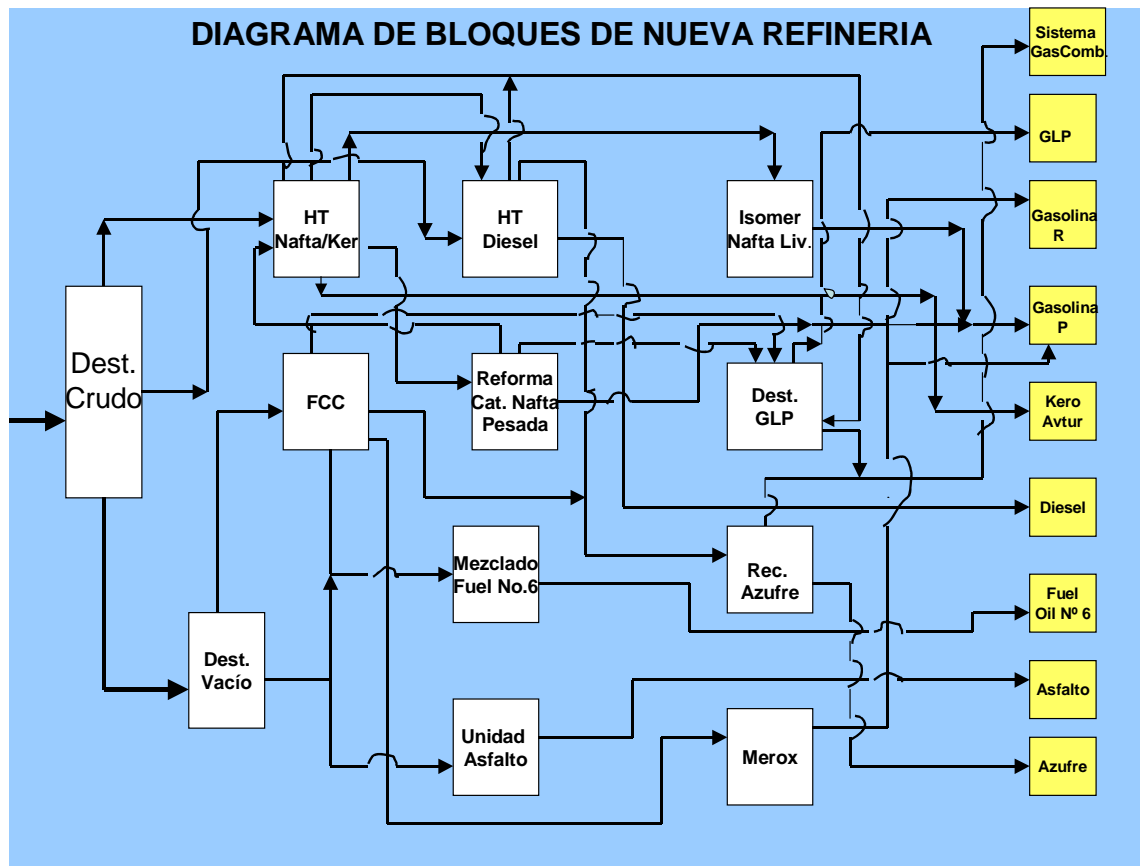 DIAGRAMA DE BLOQUES DE NUEVA REFINERIA
Sistema
GasComb.
GLP
HT
Nafta/Ker
HT
Diesel
Isomer
Nafta Liv.
Gasolina
R
Gasolina
P
Dest.
Crudo
FCC
Reforma
Cat. Nafta
Pesada
Dest.
GLP
Kero
Avtur
Diesel
Mezclado
Fuel No.6
Rec.
Azufre
Fuel
Oil Nº 6
Dest.
Vacío
Asfalto
Unidad
Asfalto
Merox
Azufre